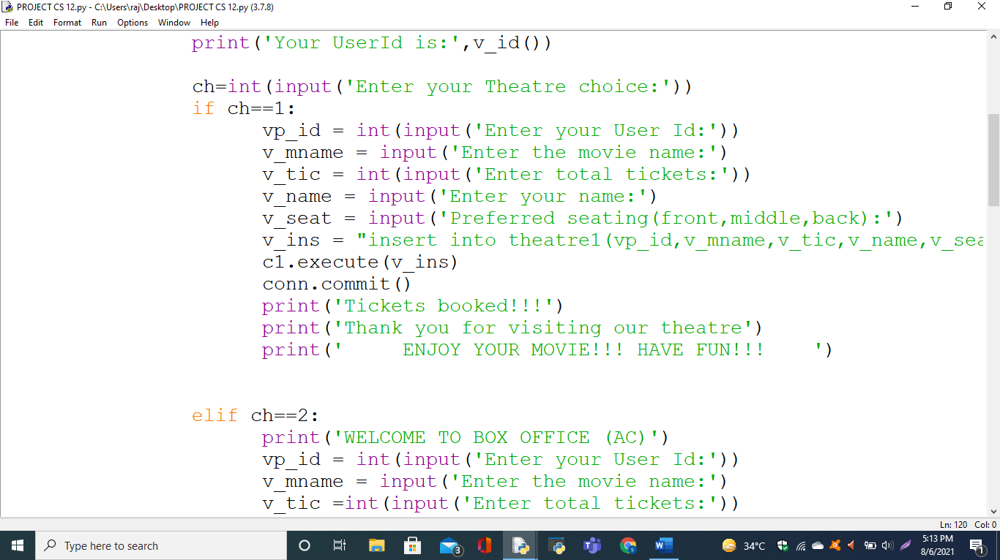 PROJECT CS 12.py - C:\Users\raj\Desktop\PROJECT CS 12.py (3.7.8)
File Edit Format Run Options Window Help
print('Your UserId is:',v_id())
ch=int(input('Enter your Theatre choice:'))
if ch==1:
vp_id = int(input('Enter your User Id:'))
v_mname = input('Enter the movie name:')
v_tic = int(input('Enter total tickets:'))
v_name = input('Enter your name:')
v_seat = input('Preferred seating(front,middle,back):')
v_ins = "insert into theatre1(vp_id,v_mname,v_tic,v_name,v_sea
c1.execute(v_ins)
conn.commit()
print('Tickets booked!!!')
print('Thank you for visiting our theatre')
print('     ENJOY YOUR MOVIE!!! HAVE FUN!!!    ')
elif ch==2:
print('WELCOME TO BOX OFFICE (AC)')
vp_id = int(input('Enter your User Id:'))
v_mname = input('Enter the movie name:')
v_tic =int(input('Enter total tickets:'))
Ln: 120 Col: 0
Type here to search
3
34°C
5:13 PM
8/6/2021
1